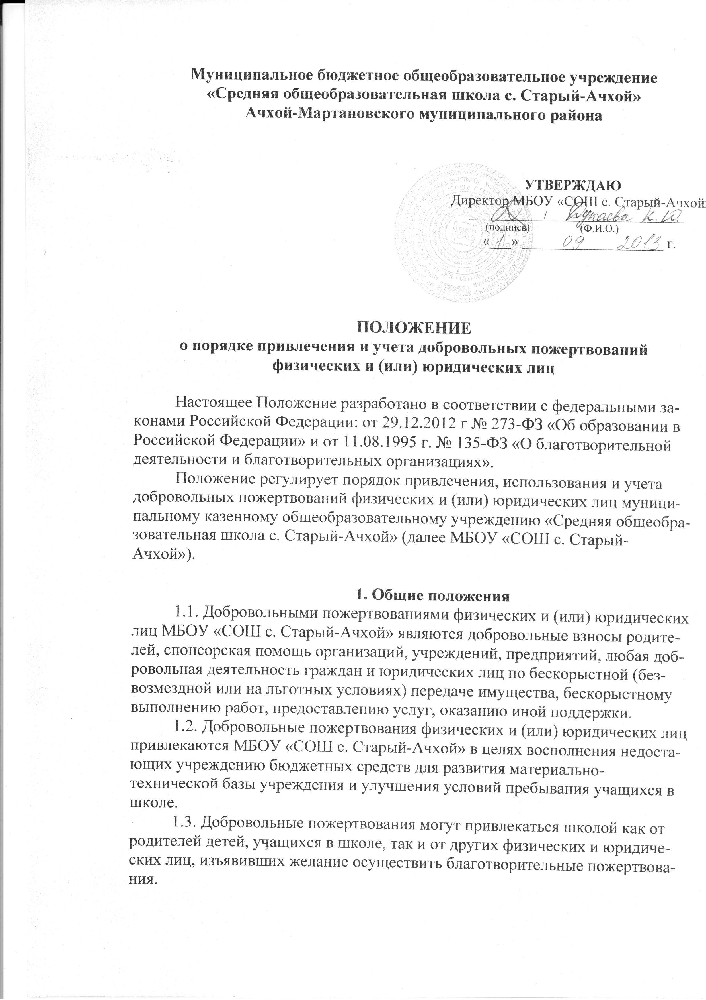 Муниципальное бюджетное общеобразовательное учреждение
«Средняя общеобразовательная школа с. Старый-Ачхой»
Ачхой-Мартановского муниципального района
УТВЕРЖДАЮ
Директор МБОУ «СОШ с. Старый-Ачхой»
/ Дукаева К.Ю.
(подпись) (Ф.И.О.)
« 1 » 09 2013 г.
ПОЛОЖЕНИЕ
о порядке привлечения и учета добровольных пожертвований
физических и (или) юридических лиц
Настоящее Положение разработано в соответствии с федеральными за-
конами Российской Федерации: от 29.12.2012 г № 273-ФЗ «Об образовании в
Российской Федерации» и от 11.08.1995 г. № 135-ФЗ «О благотворительной
деятельности и благотворительных организациях».
Положение регулирует порядок привлечения, использования и учета
добровольных пожертвований физических и (или) юридических лиц муници-
пальному казенному общеобразовательному учреждению «Средняя общеобра-
зовательная школа с. Старый-Ачхой» (далее МБОУ «СОШ с. Старый-
Ачхой»).
1. Общие положения
1.1. Добровольными пожертвованиями физических и (или) юридических
лиц МБОУ «СОШ с. Старый-Ачхой» являются добровольные взносы родите-
лей, спонсорская помощь организаций, учреждений, предприятий, любая доб-
ровольная деятельность граждан и юридических лиц по бескорыстной (без-
возмездной или на льготных условиях) передаче имущества, бескорыстному
выполнению работ, предоставлению услуг, оказанию иной поддержки.
1.2. Добровольные пожертвования физических и (или) юридических лиц
привлекаются МБОУ «СОШ с. Старый-Ачхой» в целях восполнения недоста-
ющих учреждению бюджетных средств для развития материально-
технической базы учреждения и улучшения условий пребывания учащихся в
школе.
1.3. Добровольные пожертвования могут привлекаться школой как от
родителей детей, учащихся в школе, так и от других физических и юридиче-
ских лиц, изъявивших желание осуществить благотворительные пожертвова-
ния.